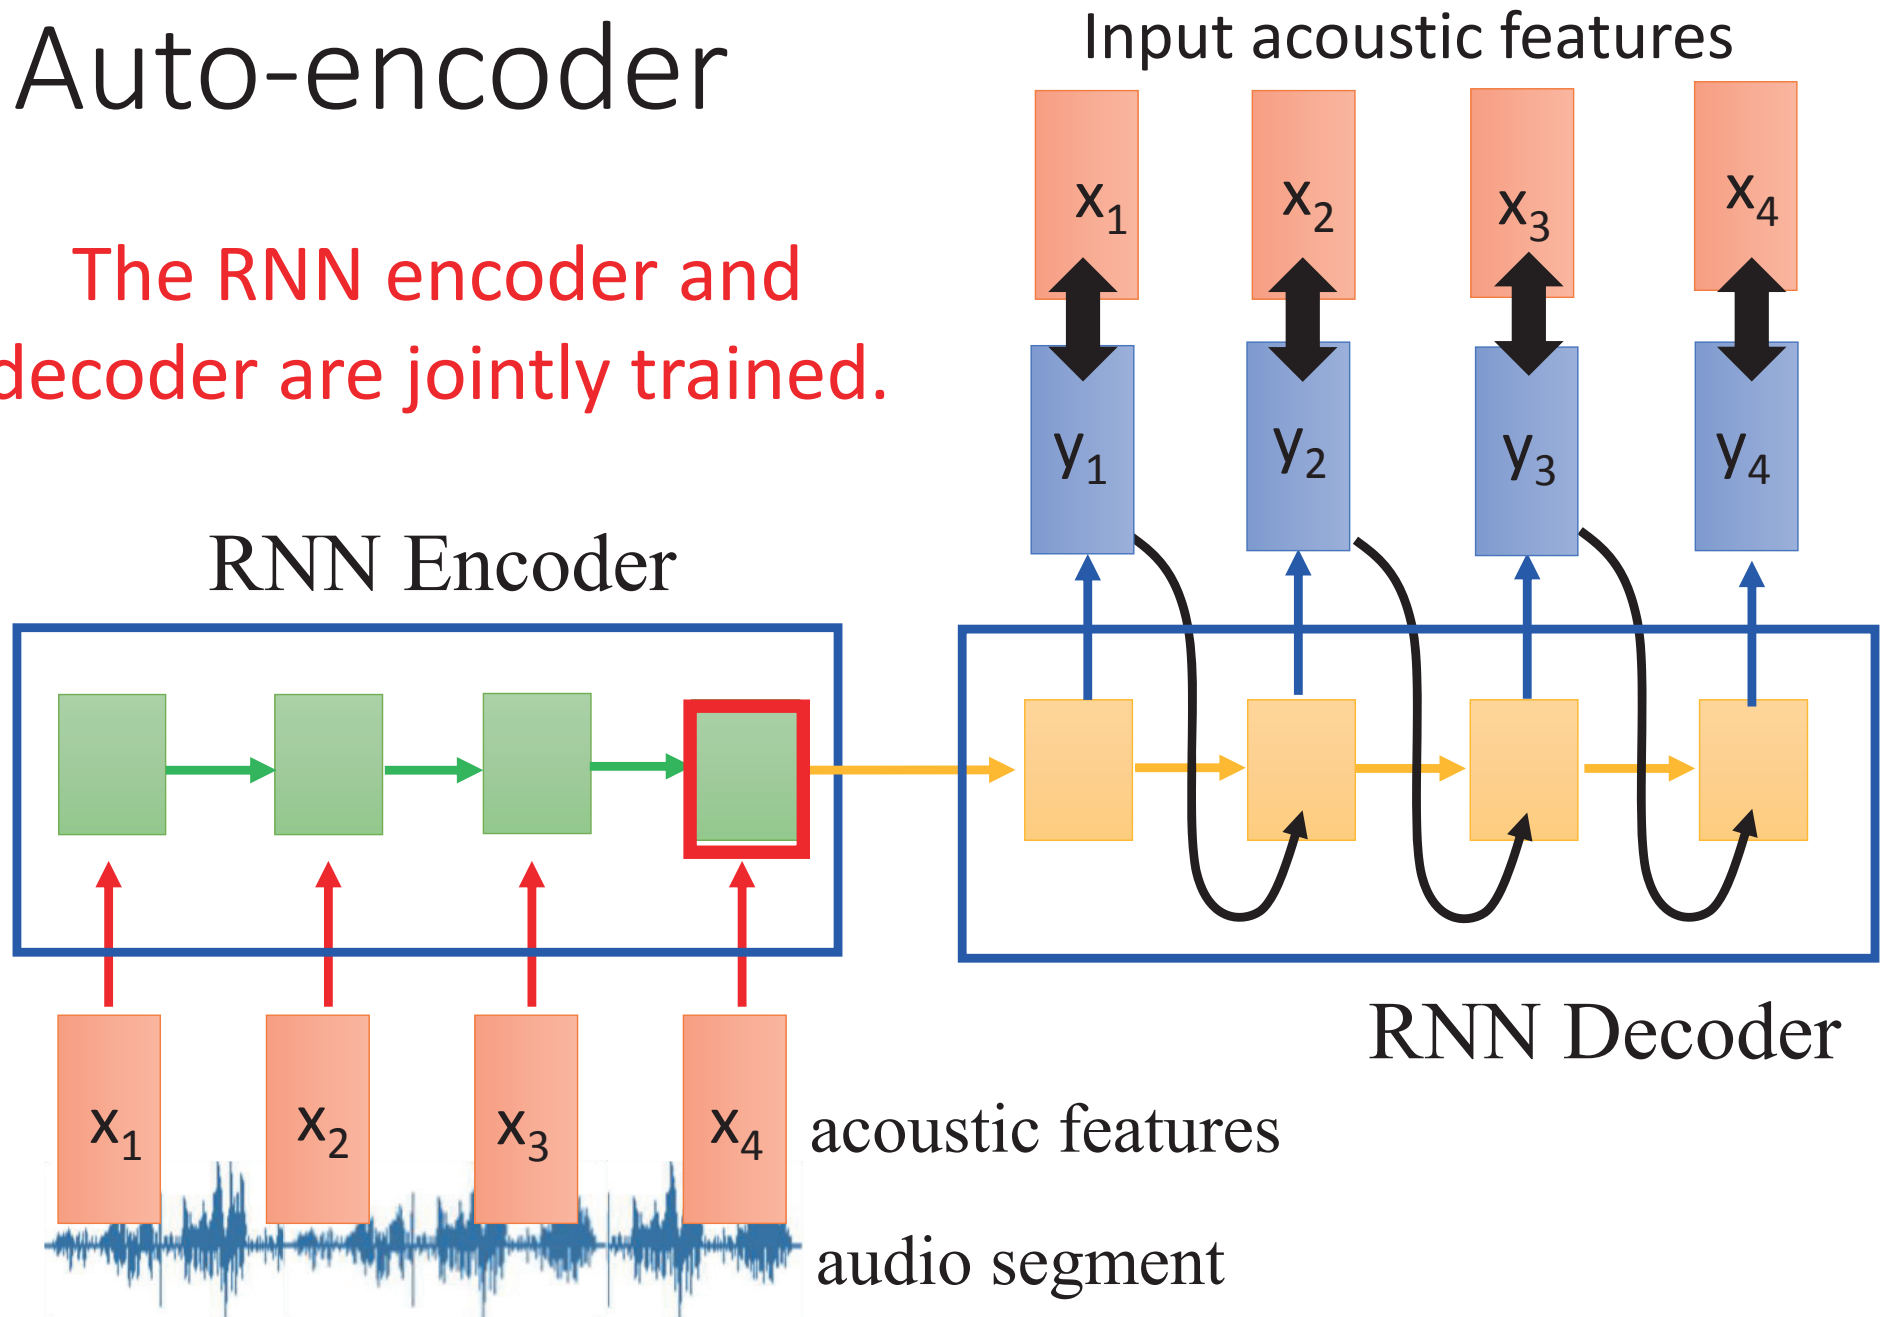 Auto-encoder
Input acoustic features
x1 x2 x3 x4
The RNN encoder and
decoder are jointly trained.
y1 y2 y3 y4
RNN Encoder
RNN Decoder
x1 x2 x3 x4
acoustic features
audio segment